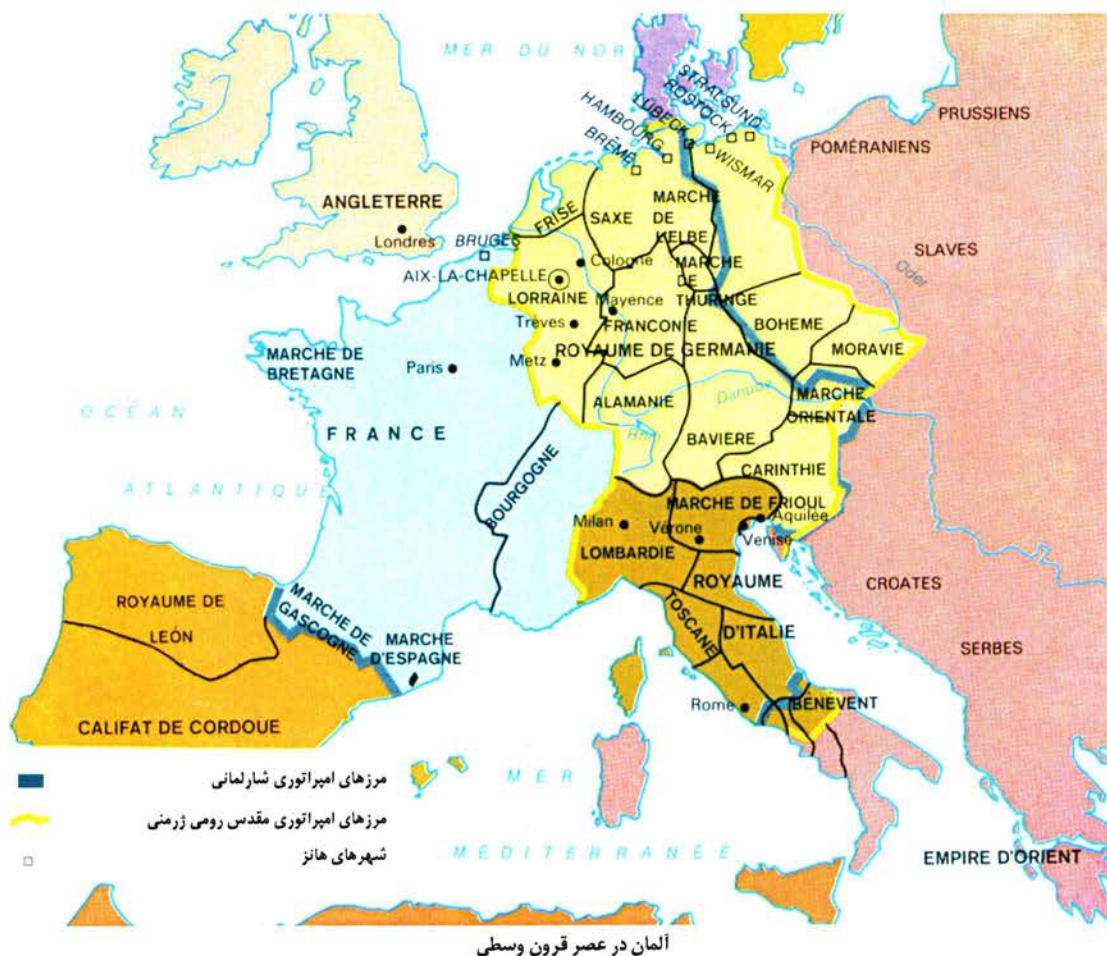 MER DU NORD
STRALSUND
ROSTOCK
LÜBECK
HAMBOURG
BRÊME
WISMAR
PRUSSIENS
POMÉRANIENS
ANGLETERRE
Londres
BRUGES
FRISE
SAXE
MARCHE
DE
L'ELBE
SLAVES
Oder
AIX-LA-CHAPELLE
Cologne
MARCHE
DE
THURINGE
LORRAINE
Mayence
FRANCONIE
BOHEME
Trèves
ROYAUME DE GERMANIE
MORAVIE
MARCHE DE
BRETAGNE
Paris
Metz
ALAMANIE
Danube
MARCHE
ORIENTALE
OCÉAN
ATLANTIQUE
FRANCE
Rhin
BAVIERE
CARINTHIE
BOURGOGNE
MARCHE DE FRIOUL
Milan
Vérone
Aquilée
Venise
LOMBARDIE
ROYAUME
D'ITALIE
CROATES
ROYAUME DE
LEÓN
MARCHE DE
GASCOGNE
MARCHE
D'ESPAGNE
TOSCANE
SERBES
Rome
BÉNEVENT
CALIFAT DE CORDOUE
MER
MÉDITERRANÉE
EMPIRE D'ORIENT
مرزهای امپراتوری شارلمانی
مرزهای امپراتوری مقدس رومی ژرمنی
شهرهای هانز
آلمان در عصر قرون وسطی